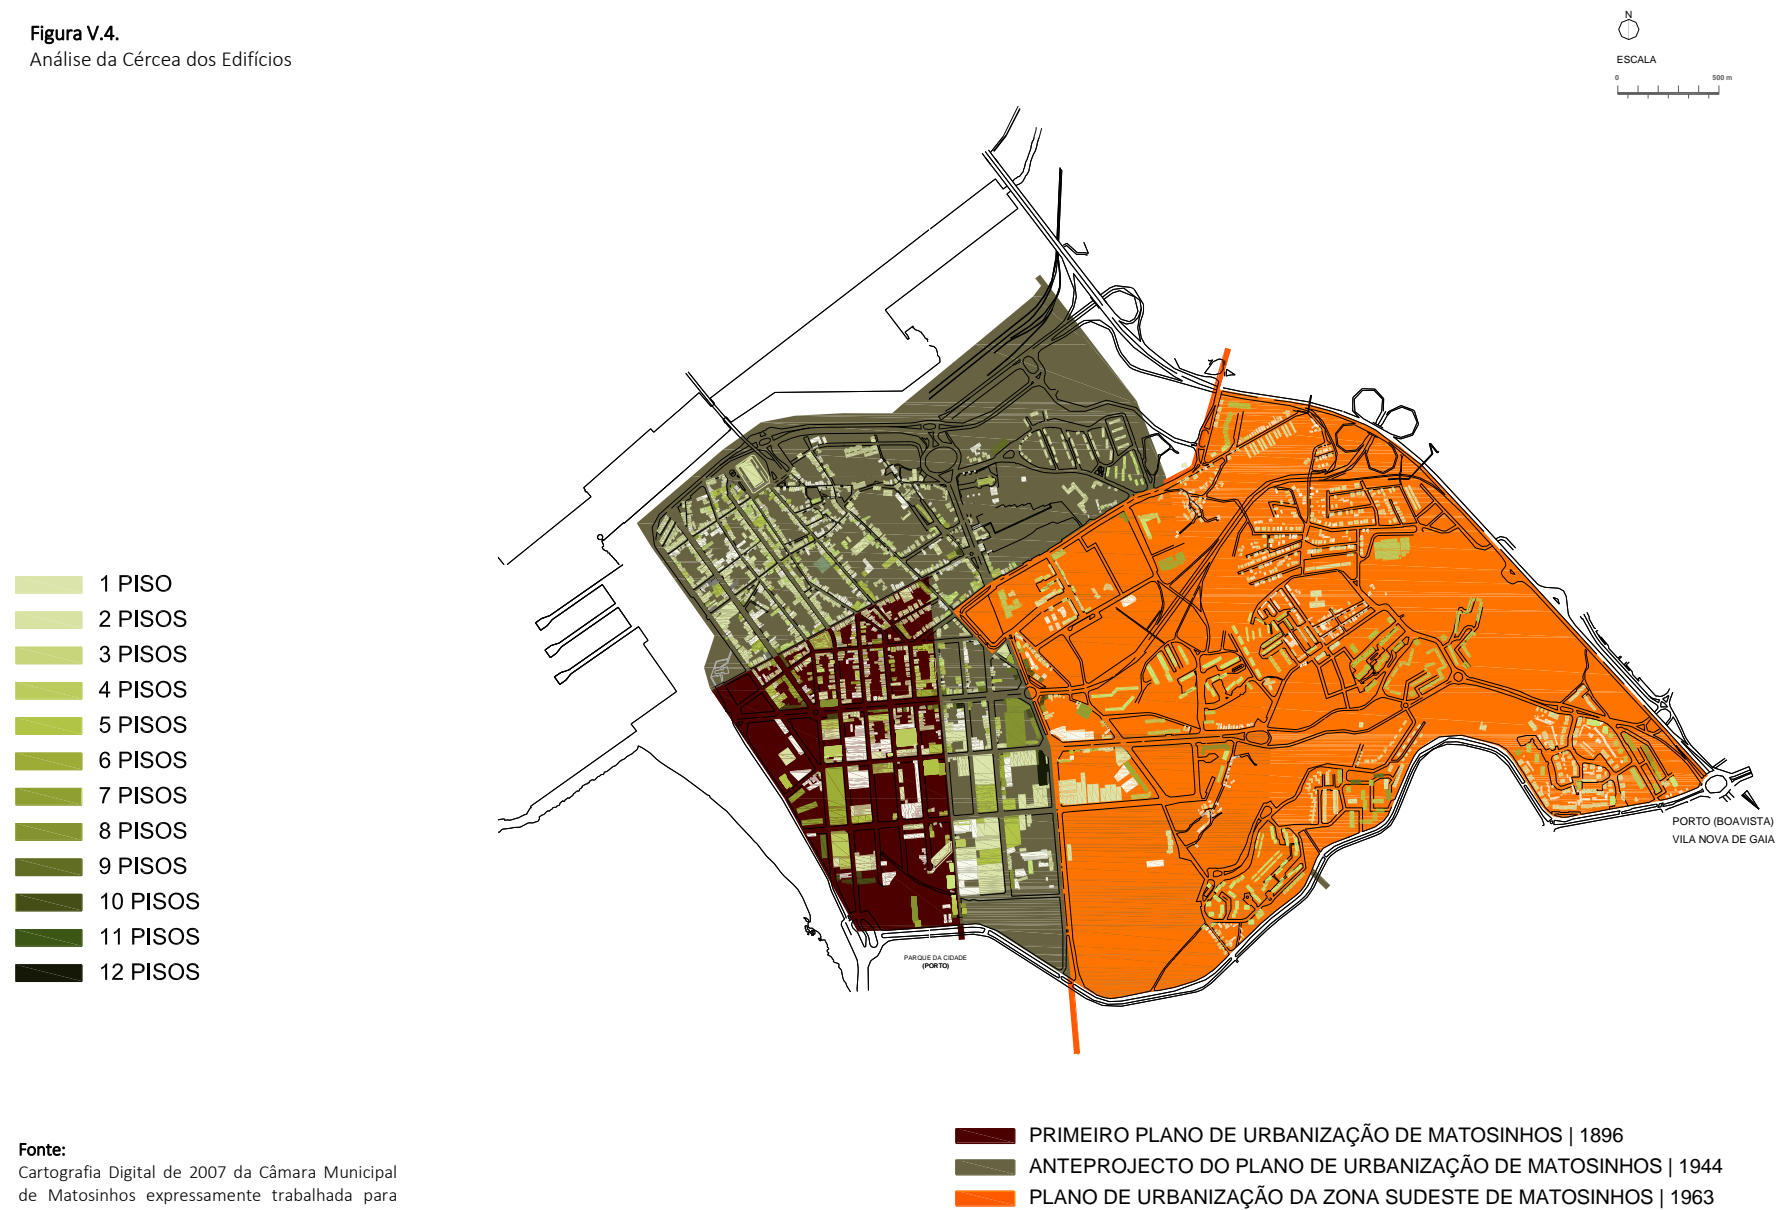 Figura V.4.
Análise da Cércea dos Edifícios
N
ESCALA
0 500 m
1 PISO
2 PISOS
3 PISOS
4 PISOS
5 PISOS
6 PISOS
7 PISOS
8 PISOS
9 PISOS
10 PISOS
11 PISOS
12 PISOS
PORTO (BOAVISTA)
VILA NOVA DE GAIA
PARQUE DA CIDADE
(PORTO)
Fonte:
Cartografia Digital de 2007 da Câmara Municipal
de Matosinhos expressamente trabalhada para
PRIMEIRO PLANO DE URBANIZAÇÃO DE MATOSINHOS | 1896
ANTEPROJECTO DO PLANO DE URBANIZAÇÃO DE MATOSINHOS | 1944
PLANO DE URBANIZAÇÃO DA ZONA SUDESTE DE MATOSINHOS | 1963